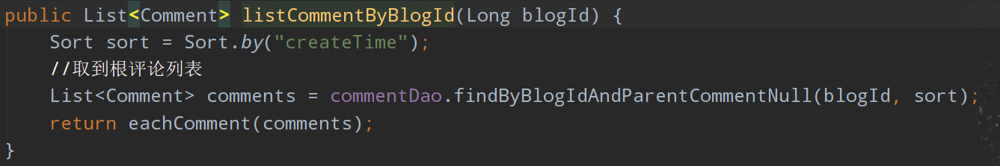 public List<Comment> listCommentByBlogId(Long blogId) {
    Sort sort = Sort.by("createTime");
    //取到根评论列表
    List<Comment> comments = commentDao.findByBlogIdAndParentCommentNull(blogId, sort);
    return eachComment(comments);
}